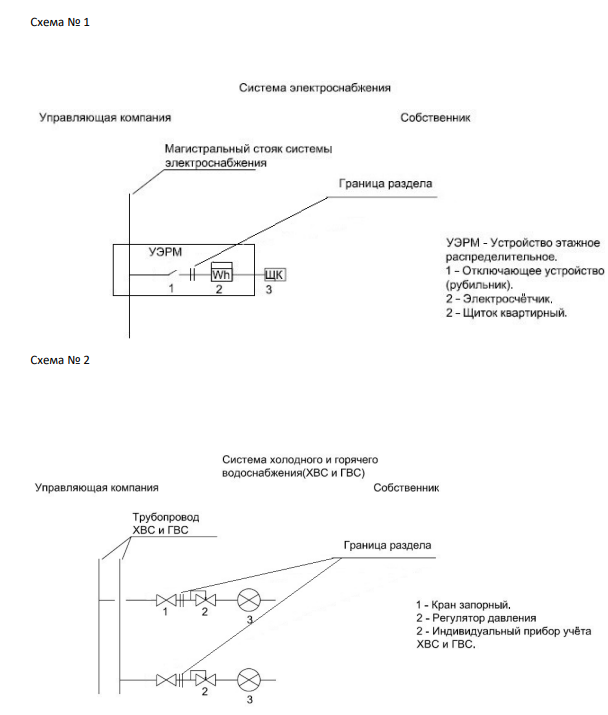 Схема № 1
Система электроснабжения
Управляющая компания
Собственник
Магистральный стояк системы
электроснабжения
Граница раздела
УЭРМ
Wh
ЩК
1
2
3
УЭРМ - Устройство этажное
распределительное.
1 - Отключающее устройство
(рубильник).
2 - Электросчётчик.
2 - Щиток квартирный.
Схема № 2
Система холодного и горячего
водоснабжения(ХВС и ГВС)
Управляющая компания
Собственник
Трубопровод
ХВС и ГВС
Граница раздела
1
2
3
1 - Кран запорный.
2 - Регулятор давления
2 - Индивидуальный прибор учёта
ХВС и ГВС.
2
3